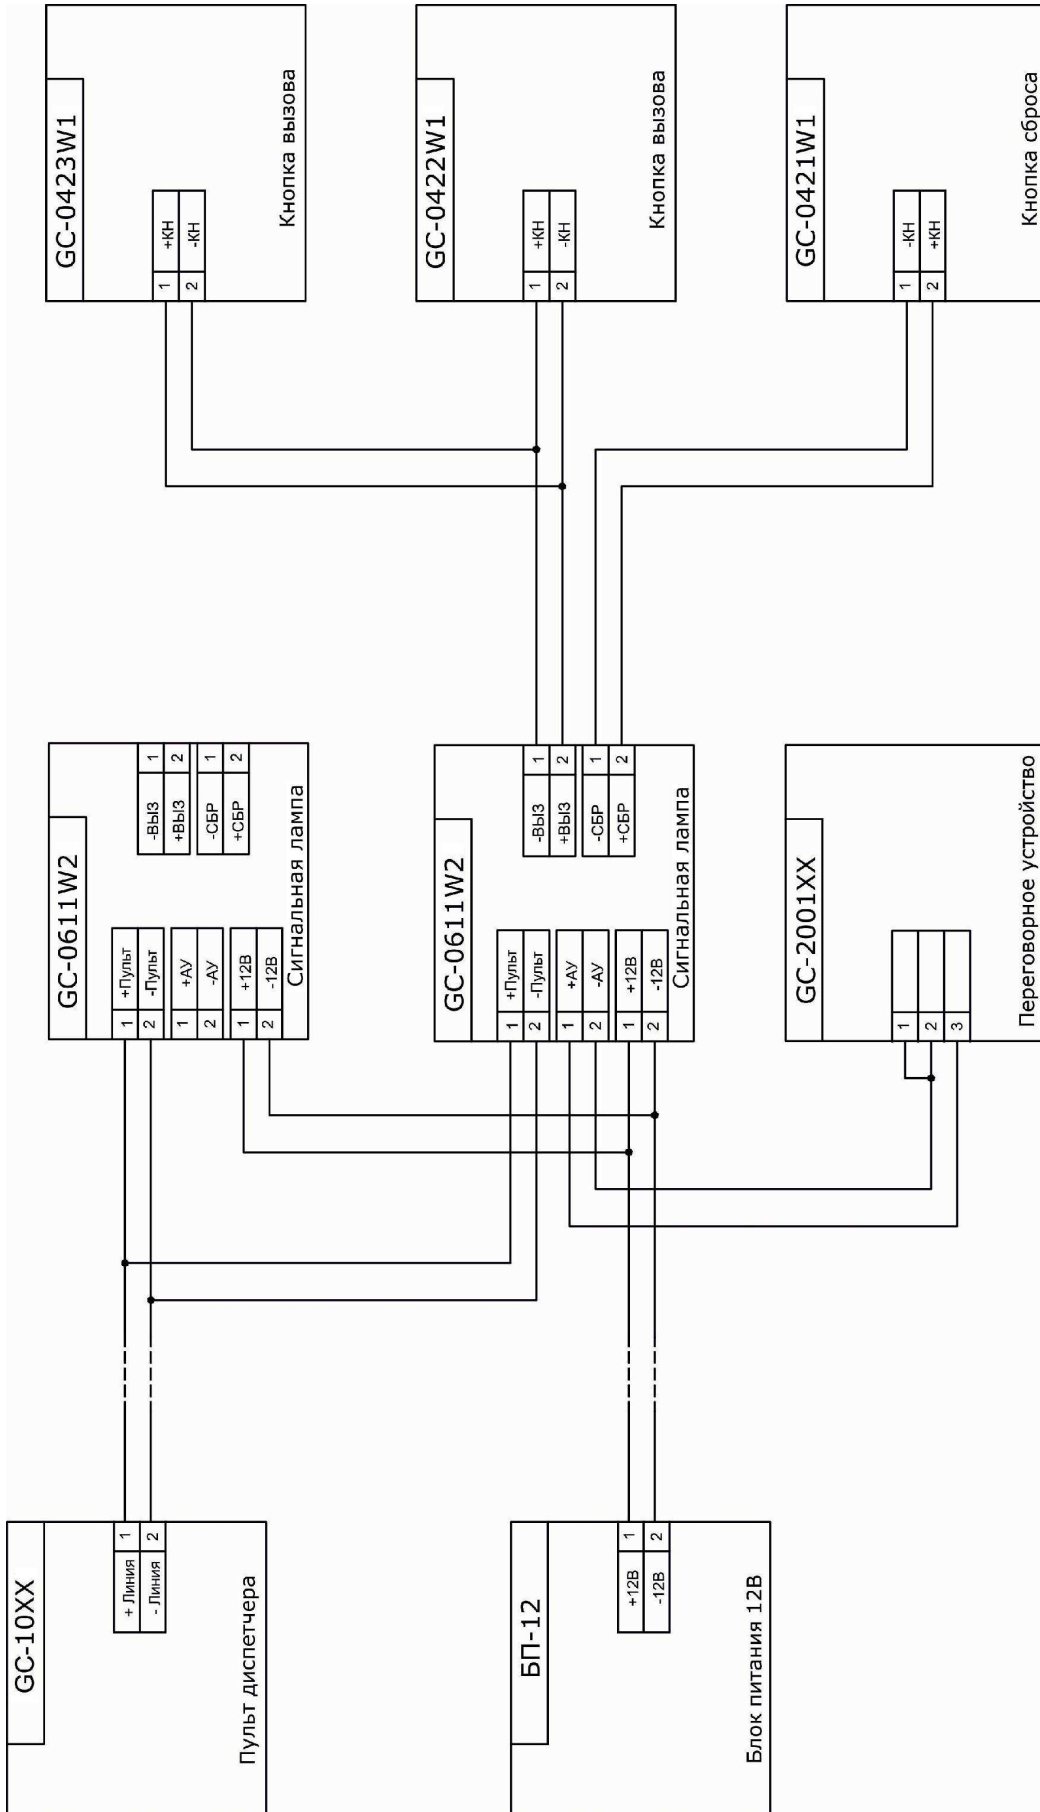 GC-10XX
+ Линия
1
- Линия
2
Пульт диспетчера
БП-12
+12В
1
-12В
2
Блок питания 12В
GC-0611W2
1
+Пульт
2
-Пульт
1
+АУ
2
-АУ
1
+12В
2
-12В
-ВЫЗ
1
+ВЫЗ
2
-СБР
1
+СБР
2
Сигнальная лампа
GC-0611W2
1
+Пульт
2
-Пульт
1
+АУ
2
-АУ
1
+12В
2
-12В
-ВЫЗ
1
+ВЫЗ
2
-СБР
1
+СБР
2
Сигнальная лампа
GC-2001XX
1
2
3
Переговорное устройство
GC-0423W1
1
+КН
2
-КН
Кнопка вызова
GC-0422W1
1
+КН
2
-КН
Кнопка вызова
GC-0421W1
1
-КН
2
+КН
Кнопка сброса